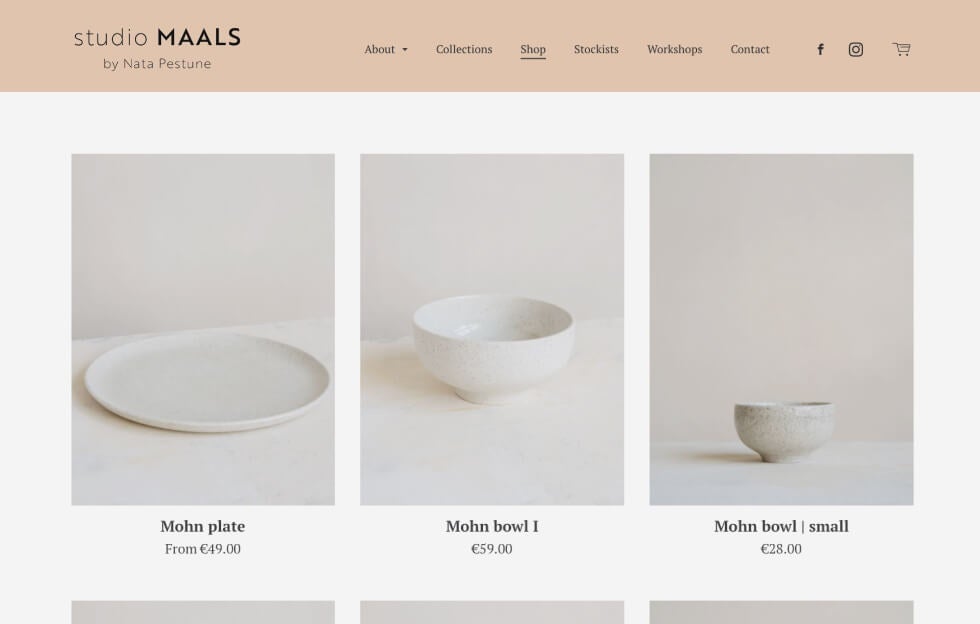 studio MAALS
by Nata Pestune
About
Collections
Shop
Stockists
Workshops
Contact
Mohn plate
From €49.00
Mohn bowl I
€59.00
Mohn bowl | small
€28.00